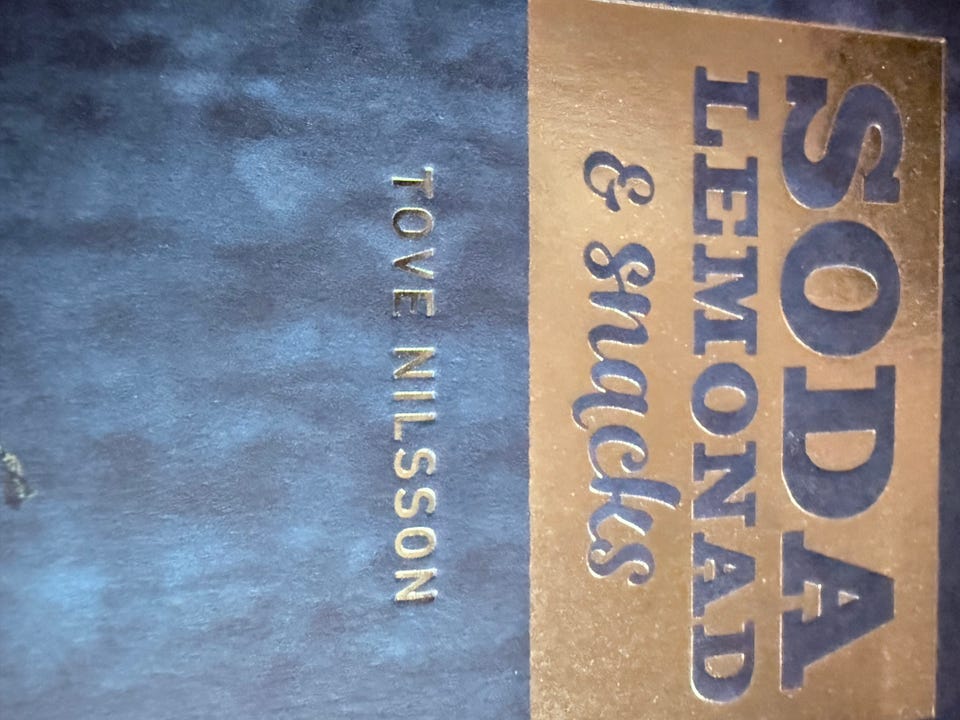 SODA
LEMONAD
& snacks
TOVE NILSSON